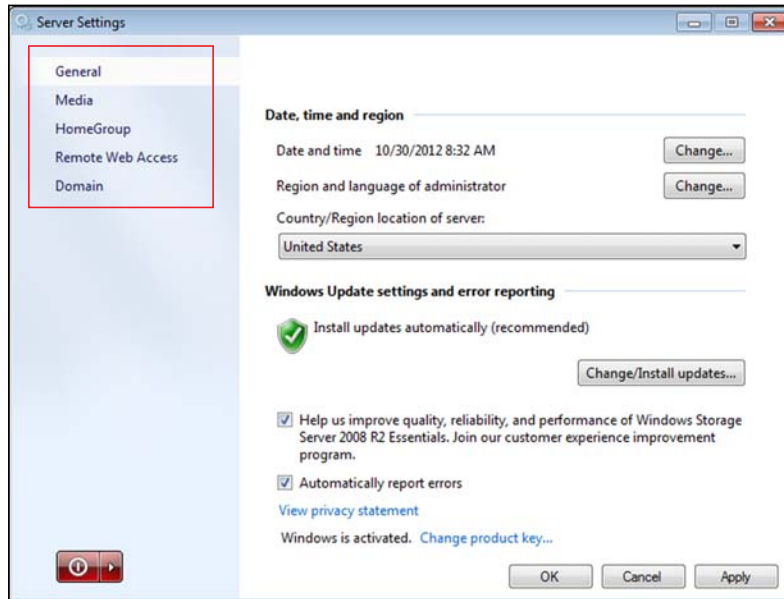 Server Settings
General
Media
HomeGroup
Remote Web Access
Domain
Date, time and region
Date and time 10/30/2012 8:32 AM
Change...
Region and language of administrator
Change...
Country/Region location of server:
United States
Windows Update settings and error reporting
Install updates automatically (recommended)
Change/Install updates...
Help us improve quality, reliability, and performance of Windows Storage
Server 2008 R2 Essentials. Join our customer experience improvement
program.
Automatically report errors
View privacy statement
Windows is activated. Change product key...
OK
Cancel
Apply